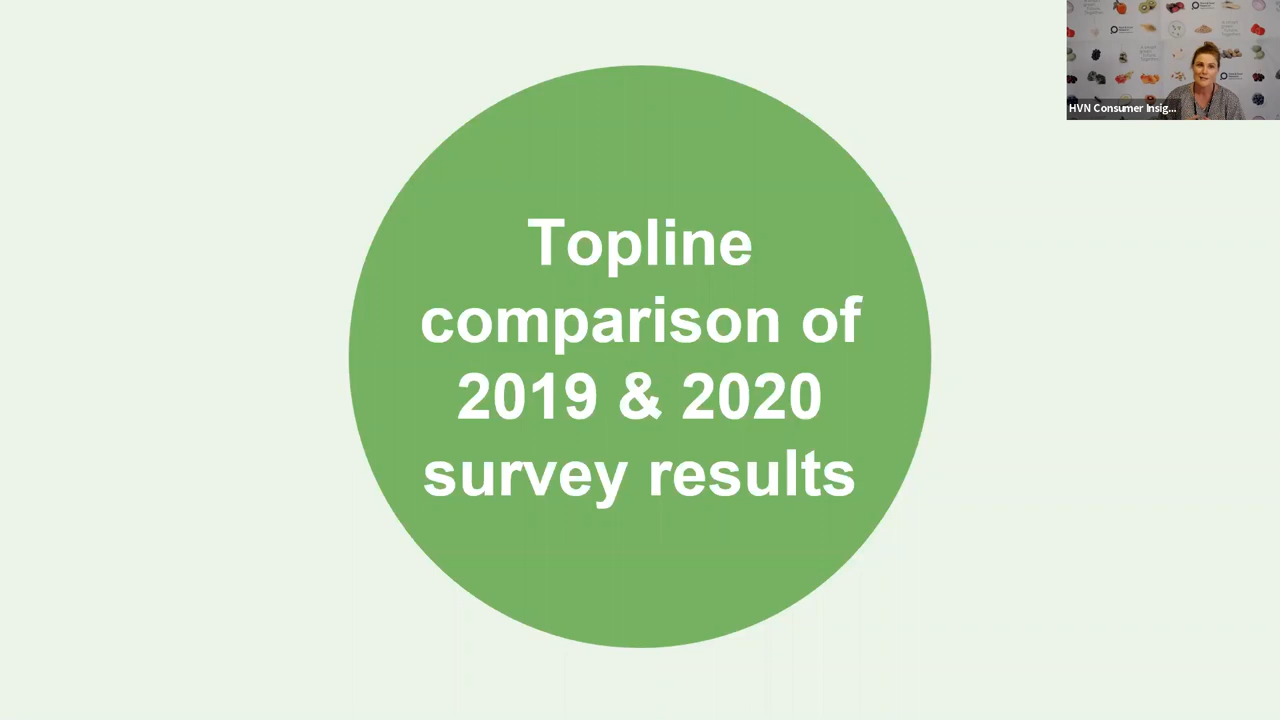 Topline
comparison of
2019 & 2020
survey results
HVN Consumer Insig...